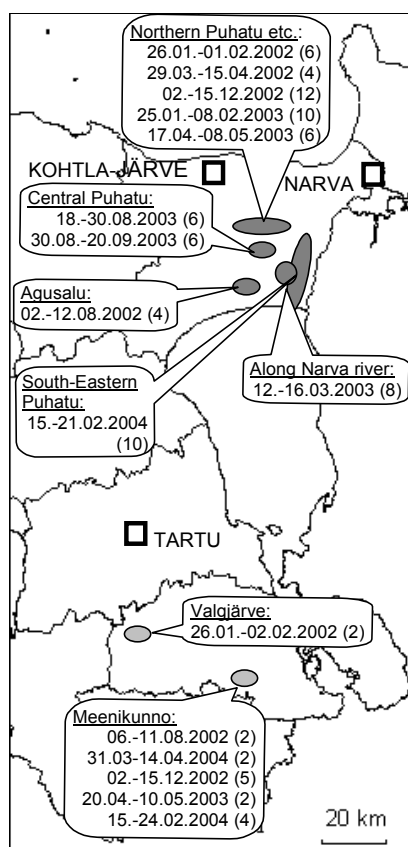 Northern Puhatu etc.:
26.01.-01.02.2002 (6)
29.03.-15.04.2002 (4)
02.-15.12.2002 (12)
25.01.-08.02.2003 (10)
17.04.-08.05.2003 (6)
KOHTLA-JÄRVE
NARVA
Central Puhatu:
18.-30.08.2003 (6)
30.08.-20.09.2003 (6)
Agusalu:
02.-12.08.2002 (4)
South-Eastern
Puhatu:
15.-21.02.2004
(10)
Along Narva river:
12.-16.03.2003 (8)
TARTU
Valgjärve:
26.01.-02.02.2002 (2)
Meenikunno:
06.-11.08.2002 (2)
31.03-14.04.2002 (2)
02.-15.12.2002 (5)
20.04.-10.05.2003 (2)
15.-24.02.2004 (4)
20 km